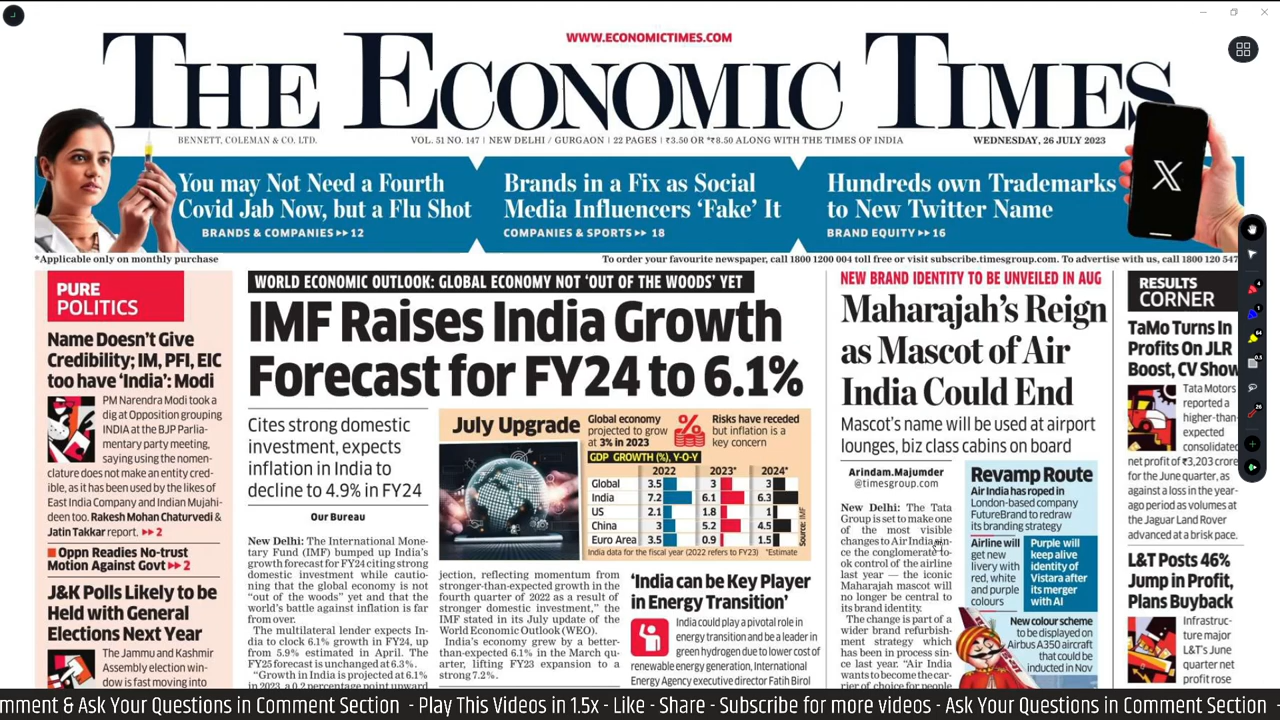 WWW.ECONOMICTIMES.COM
THE ECONOMIC TIMES
BENNETT, COLEMAN & CO. LTD.
VOL. 51 NO. 147 | NEW DELHI / GURGAON | 22 PAGES | ₹3.50 OR *₹8.50 ALONG WITH THE TIMES OF INDIA
WEDNESDAY, 26 JULY 2023
You may Not Need a Fourth
Covid Jab Now, but a Flu Shot
BRANDS & COMPANIES ▸▸ 12
Brands in a Fix as Social
Media Influencers ‘Fake’ It
COMPANIES & SPORTS ▸▸ 18
Hundreds own Trademarks
to New Twitter Name
BRAND EQUITY ▸▸ 16
X
*Applicable only on monthly purchase
To order your favourite newspaper, call 1800 1200 004 toll free or visit subscribe.timesgroup.com. To advertise with us, call 1800 120 547
PURE
POLITICS
Name Doesn’t Give
Credibility; IM, PFI, EIC
too have ‘India’: Modi
PM Narendra Modi took a
dig at Opposition grouping
INDIA at the BJP Parlia-
mentary party meeting,
saying using the nomen-
clature does not make an entity cred-
ible, as it has been used by the likes of
East India Company and Indian Mujahi-
deen too. Rakesh Mohan Chaturvedi &
Jatin Takkar report. ▸▸ 2
■ Oppn Readies No-trust
Motion Against Govt ▸▸ 2
J&K Polls Likely to be
Held with General
Elections Next Year
The Jammu and Kashmir
Assembly election win-
dow is fast moving into
WORLD ECONOMIC OUTLOOK: GLOBAL ECONOMY NOT ‘OUT OF THE WOODS’ YET
IMF Raises India Growth
Forecast for FY24 to 6.1%
Cites strong domestic
investment, expects
inflation in India to
decline to 4.9% in FY24
Our Bureau
New Delhi: The International Mone-
tary Fund (IMF) bumped up India’s
growth forecast for FY24 citing strong
domestic investment while cautio-
ning that the global economy is not
“out of the woods” yet and that the
world’s battle against inflation is far
from over.
The multilateral lender expects In-
dia to clock 6.1% growth in FY24, up
from 5.9% estimated in April. The
FY25 forecast is unchanged at 6.3%.
“Growth in India is projected at 6.1%
in 2023, a 0.2 percentage point upward
July Upgrade
Global economy
projected to grow
at 3% in 2023
%
Risks have receded
but inflation is a
key concern
GDP GROWTH (%), Y-O-Y
2022 2023* 2024*
Global 3.5 3 3
India 7.2 6.1 6.3
US 2.1 1.8 1
China 3 5.2 4.5
Euro Area 3.5 0.9 1.5
Source: IMF
India data for the fiscal year (2022 refers to FY23) *Estimate
jection, reflecting momentum from
stronger-than-expected growth in the
fourth quarter of 2022 as a result of
stronger domestic investment,” the
IMF stated in its July update of the
World Economic Outlook (WEO).
India’s economy grew by a better-
than-expected 6.1% in the March qu-
arter, lifting FY23 expansion to a
strong 7.2%.
‘India can be Key Player
in Energy Transition’
India could play a pivotal role in
energy transition and be a leader in
green hydrogen due to lower cost of
renewable energy generation, International
Energy Agency executive director Fatih Birol
NEW BRAND IDENTITY TO BE UNVEILED IN AUG
Maharajah’s Reign
as Mascot of Air
India Could End
Mascot’s name will be used at airport
lounges, biz class cabins on board
Arindam.Majumder
@timesgroup.com
New Delhi: The Tata
Group is set to make one
of the most visible
changes to Air India sin-
ce the conglomerate to-
ok control of the airline
last year — the iconic
Maharajah mascot will
no longer be central to
its brand identity.
The change is part of a
wider brand refurbish-
ment strategy which
has been in process sin-
ce last year. “Air India
wants to become the car-
rier of choice for people
Revamp Route
Air India has roped in
London-based company
FutureBrand to redraw
its branding strategy
Airline will
get new
livery with
red, white
and purple
colours
Purple will
keep alive
identity of
Vistara after
its merger
with AI
New colour scheme
to be displayed on
Airbus A350 aircraft
that could be
inducted in Nov
RESULTS
CORNER
TaMo Turns In
Profits On JLR
Boost, CV Show
Tata Motors
reported a
higher-than-
expected
consolidated
net profit of ₹3,203 crore
for the June quarter, as
against a loss in the year-
ago period as volumes at
the Jaguar Land Rover
advanced at a brisk pace.
L&T Posts 46%
Jump in Profit,
Plans Buyback
Infrastruc-
ture major
L&T’s June
quarter net
profit rose
mment & Ask Your Questions in Comment Section - Play This Videos in 1.5x - Like - Share - Subscribe for more videos - Ask Your Questions in Comment Section -